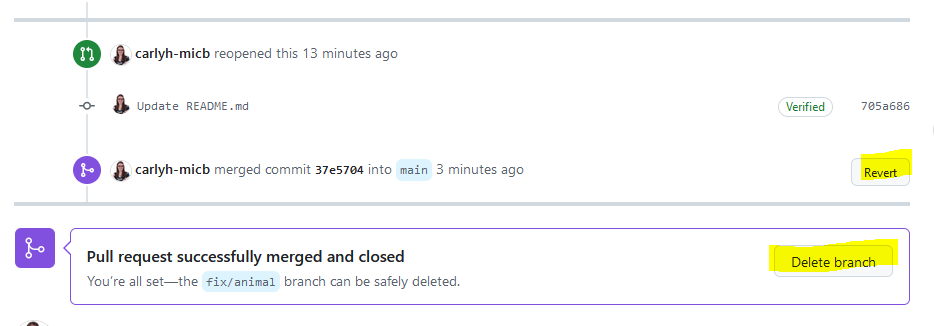 carlyh-micb reopened this 13 minutes ago
Update README.md Verified 705a686
carlyh-micb merged commit 37e5704 into main 3 minutes ago Revert
Pull request successfully merged and closed
You're all set—the fix/animal branch can be safely deleted. Delete branch